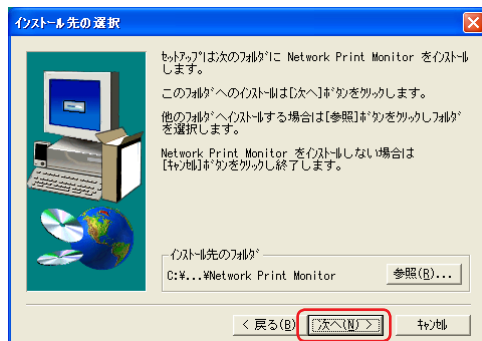 インストール先の選択
セットアップは次のフォルダに Network Print Monitor をインストール
します。
このフォルダへのインストールは[次へ]ボタンをクリックします。
他のフォルダへインストールする場合は[参照]ボタンをクリックしフォルダ
を選択します。
Network Print Monitor をインストールしない場合は
[キャンセル]ボタンをクリックし終了します。
インストール先のフォルダ
C:¥...¥Network Print Monitor
参照(R)...
< 戻る(B)
次へ(N) >
キャンセル